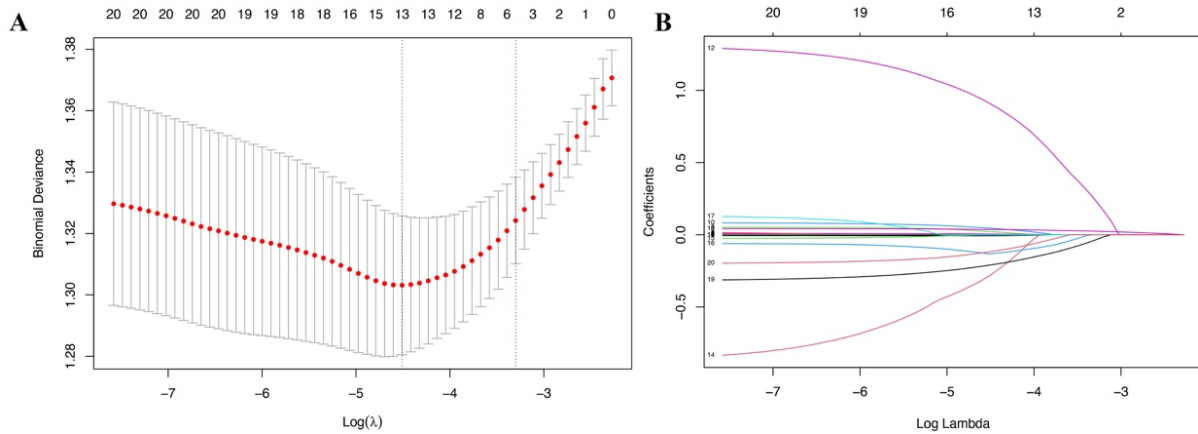 A
20 20 20 20 20 19 19 18 18 16 15 13 13 12 8 6 3 2 1 0
1.38
1.36
1.34
1.32
1.30
1.28
Binomial Deviance
-7 -6 -5 -4 -3
Log(λ)
B
20 19 16 13 2
1.0
0.5
0.0
-0.5
Coefficients
12
17
10
16
20
19
14
-7 -6 -5 -4 -3
Log Lambda